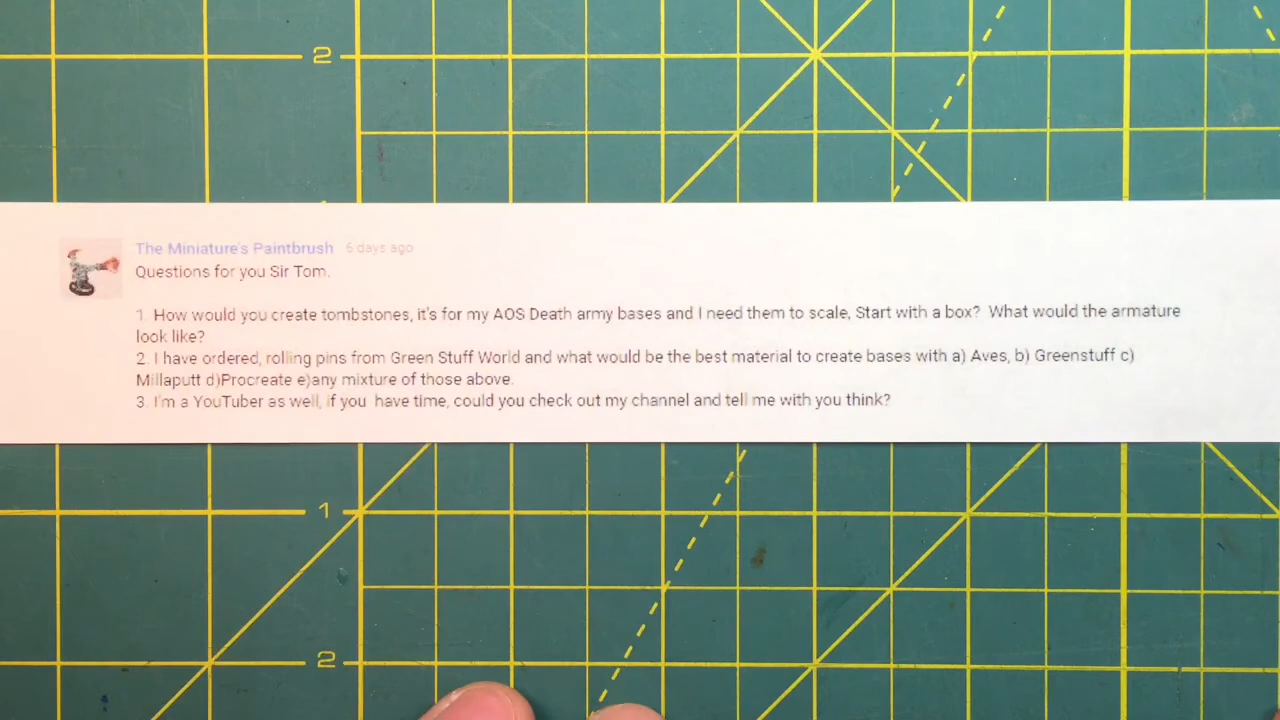 2
The Miniature's Paintbrush 6 days ago
Questions for you Sir Tom.
1. How would you create tombstones, it's for my AOS Death army bases and I need them to scale, Start with a box? What would the armature
look like?
2. I have ordered, rolling pins from Green Stuff World and what would be the best material to create bases with a) Aves, b) Greenstuff c)
Millaputt d)Procreate e)any mixture of those above.
3. I'm a YouTuber as well, if you have time, could you check out my channel and tell me with you think?
1
2